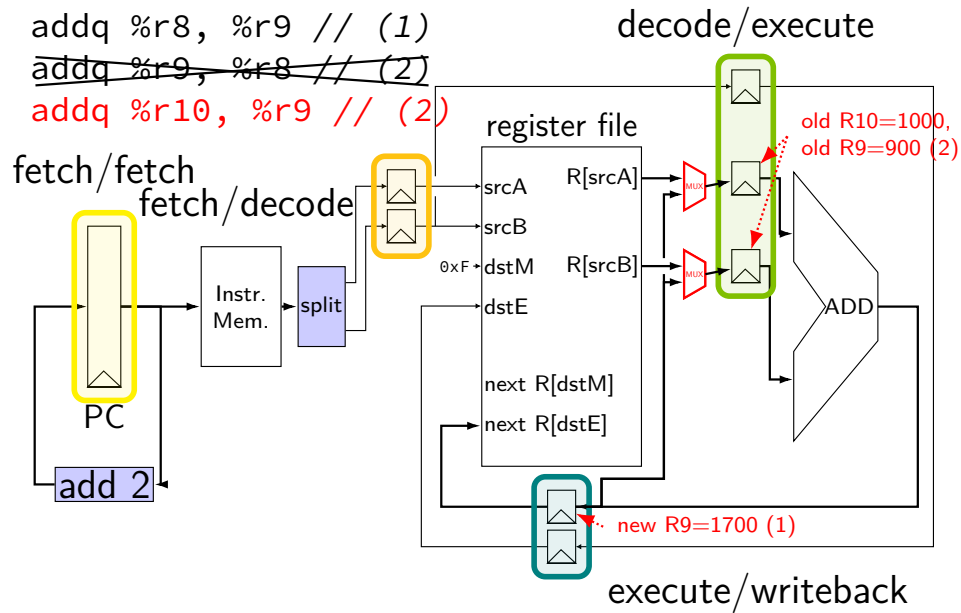 addq %r8, %r9 // (1)
addq %r9, %r8 // (2)
addq %r10, %r9 // (2)
decode/execute
old R10=1000,
old R9=900 (2)
register file
fetch/fetch
fetch/decode
srcA
R[srcA]
MUX
srcB
0xF
dstM
R[srcB]
MUX
Instr.
Mem.
split
dstE
ADD
next R[dstM]
PC
next R[dstE]
add 2
new R9=1700 (1)
execute/writeback